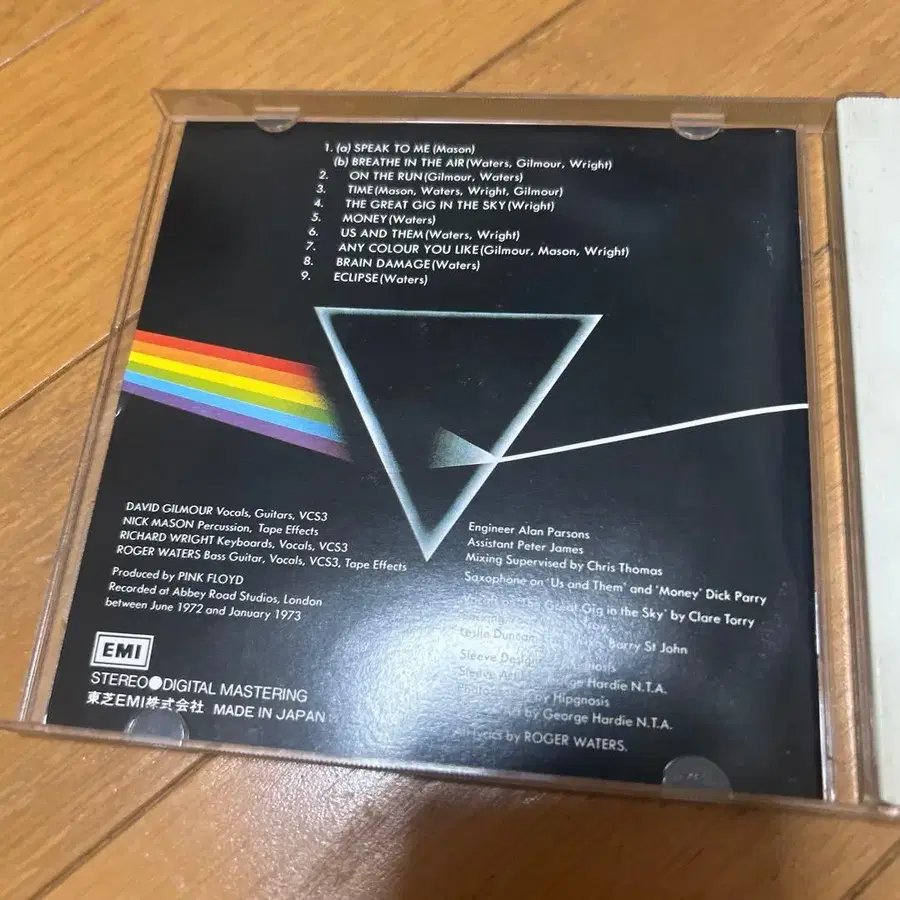 1. (a) SPEAK TO ME (Mason)
(b) BREATHE IN THE AIR (Waters, Gilmour, Wright)
2. ON THE RUN (Gilmour, Waters)
3. TIME (Mason, Waters, Wright, Gilmour)
4. THE GREAT GIG IN THE SKY (Wright)
5. MONEY (Waters)
6. US AND THEM (Waters, Wright)
7. ANY COLOUR YOU LIKE (Gilmour, Mason, Wright)
8. BRAIN DAMAGE (Waters)
9. ECLIPSE (Waters)
DAVID GILMOUR Vocals, Guitars, VCS3
NICK MASON Percussion, Tape Effects
RICHARD WRIGHT Keyboards, Vocals, VCS3
ROGER WATERS Bass Guitar, Vocals, VCS3, Tape Effects
Produced by PINK FLOYD
Recorded at Abbey Road Studios, London
between June 1972 and January 1973
EMI
STEREO●DIGITAL MASTERING
東芝EMI株式会社 MADE IN JAPAN
Engineer Alan Parsons
Assistant Peter James
Mixing Supervised by Chris Thomas
Saxophone on 'Us and Them' and 'Money' Dick Parry
'Great Gig in the Sky' by Clare Torry
Leslie Duncan Barry St John
Sleeve Design
Sleeve George Hardie N.T.A.
by Hipgnosis
by George Hardie N.T.A.
All lyrics by ROGER WATERS.